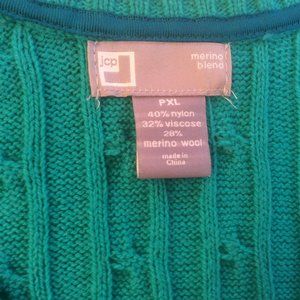 jcp
merino
blend
PXL
40% nylon
32% viscose
28%
merino wool
made in
China